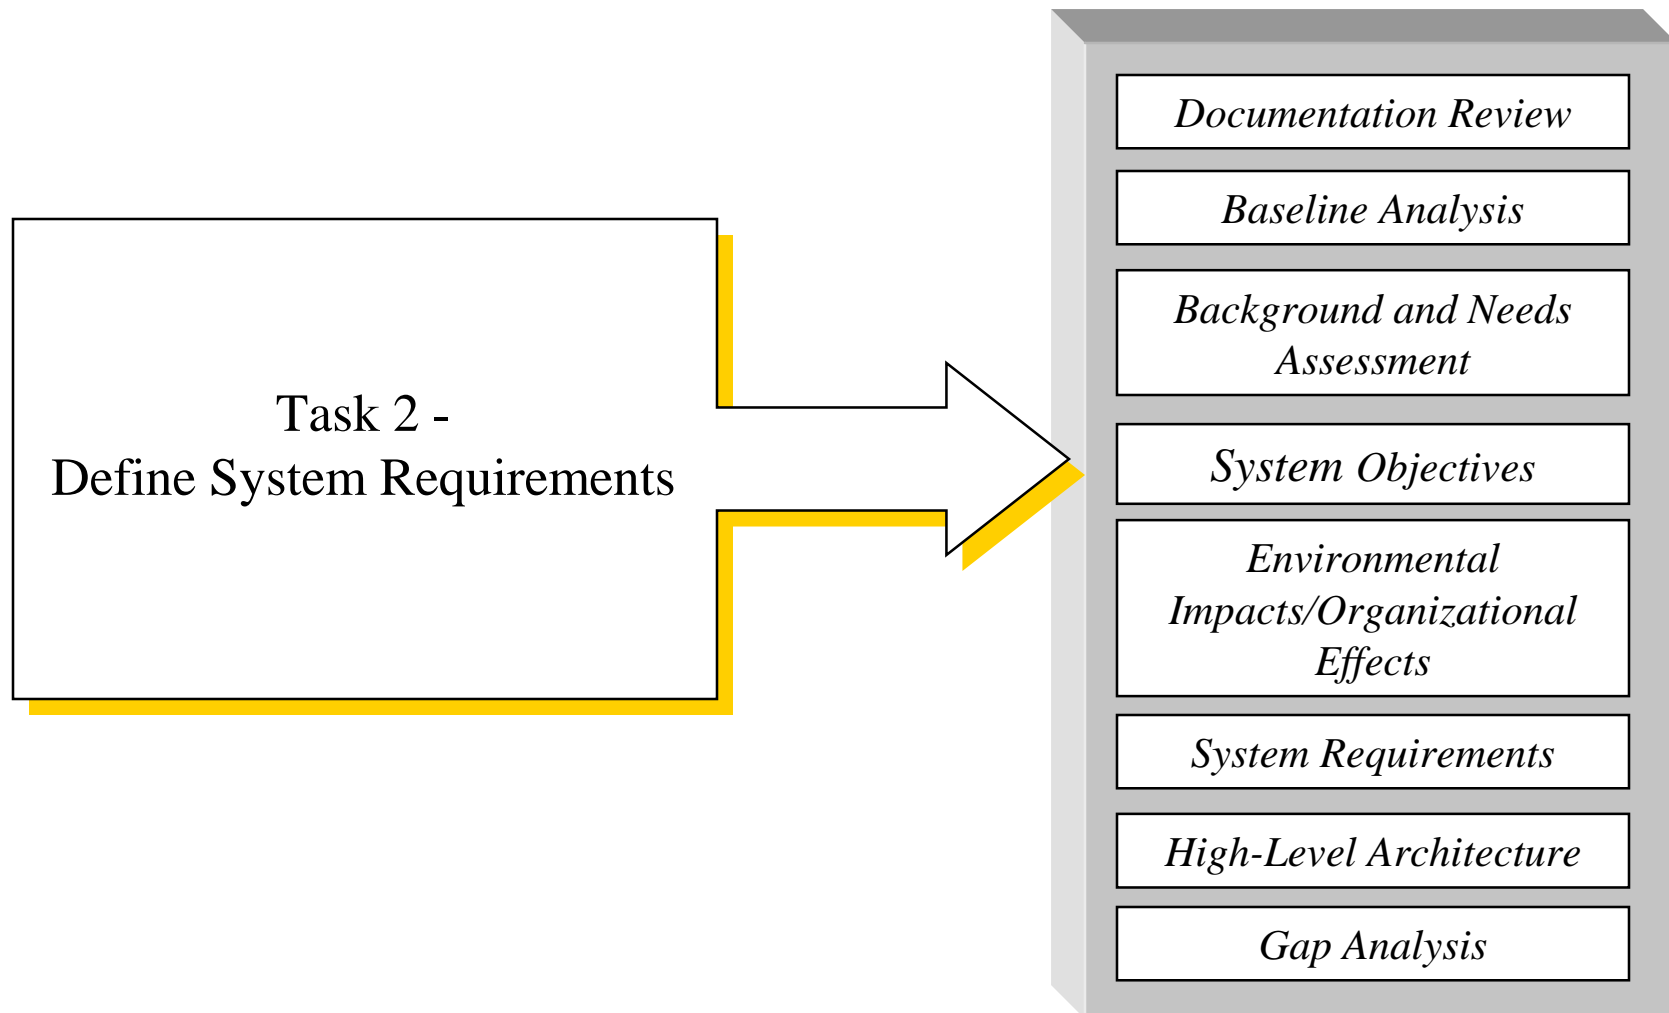 Task 2 -
Define System Requirements
Documentation Review
Baseline Analysis
Background and Needs
Assessment
System Objectives
Environmental
Impacts/Organizational
Effects
System Requirements
High-Level Architecture
Gap Analysis